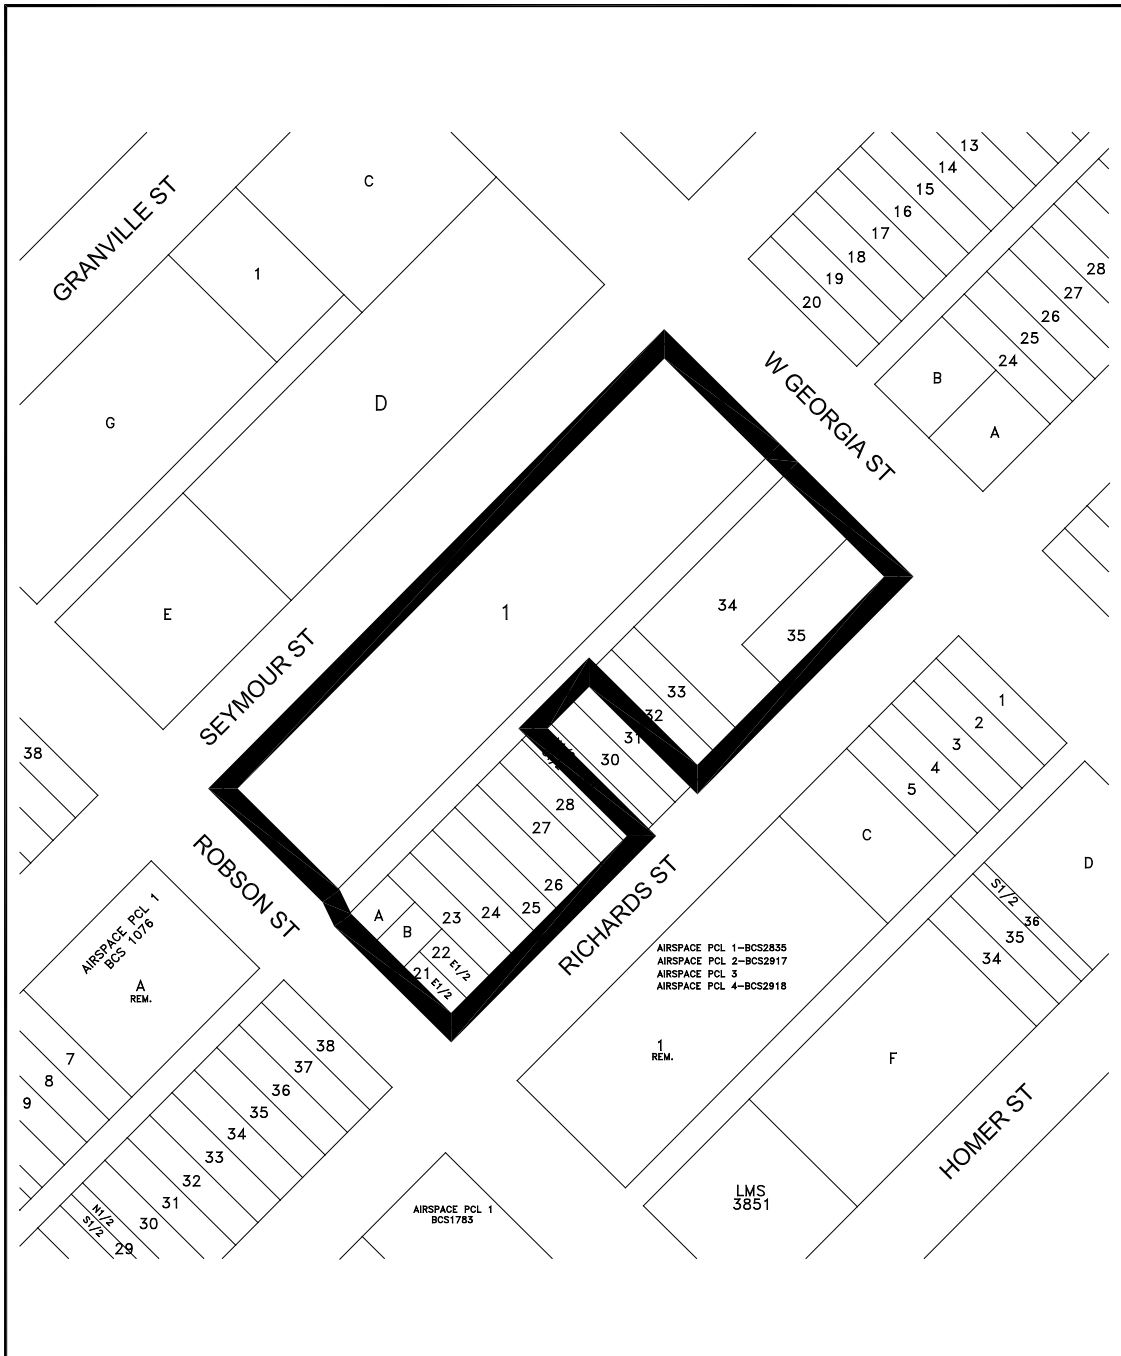 13
14
15
16
17
18
19
20
C
GRANVILLE ST
1
28
27
26
25
24
B
A
W GEORGIA ST
D
G
E
1
34
35
33
32
31
30
SEYMOUR ST
1
2
3
4
5
38
28
27
26
25
24
23
A
B
22 E1/2
21 E1/2
C
D
S1/2
36
35
34
ROBSON ST
RICHARDS ST
AIRSPACE PCL 1
BCS 1076
A
REM.
AIRSPACE PCL 1-BCS2835
AIRSPACE PCL 2-BCS2917
AIRSPACE PCL 3
AIRSPACE PCL 4-BCS2918
1
REM.
F
7
8
9
38
37
36
35
34
33
32
31
30
N1/2
S1/2
29
HOMER ST
LMS
3851
AIRSPACE PCL 1
BCS1783